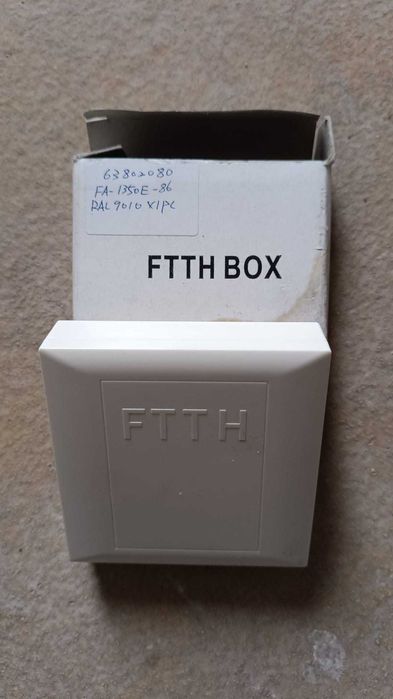 63802080
FA-1350E-86
RAL9010 X1PC
FTTH BOX
FTTH